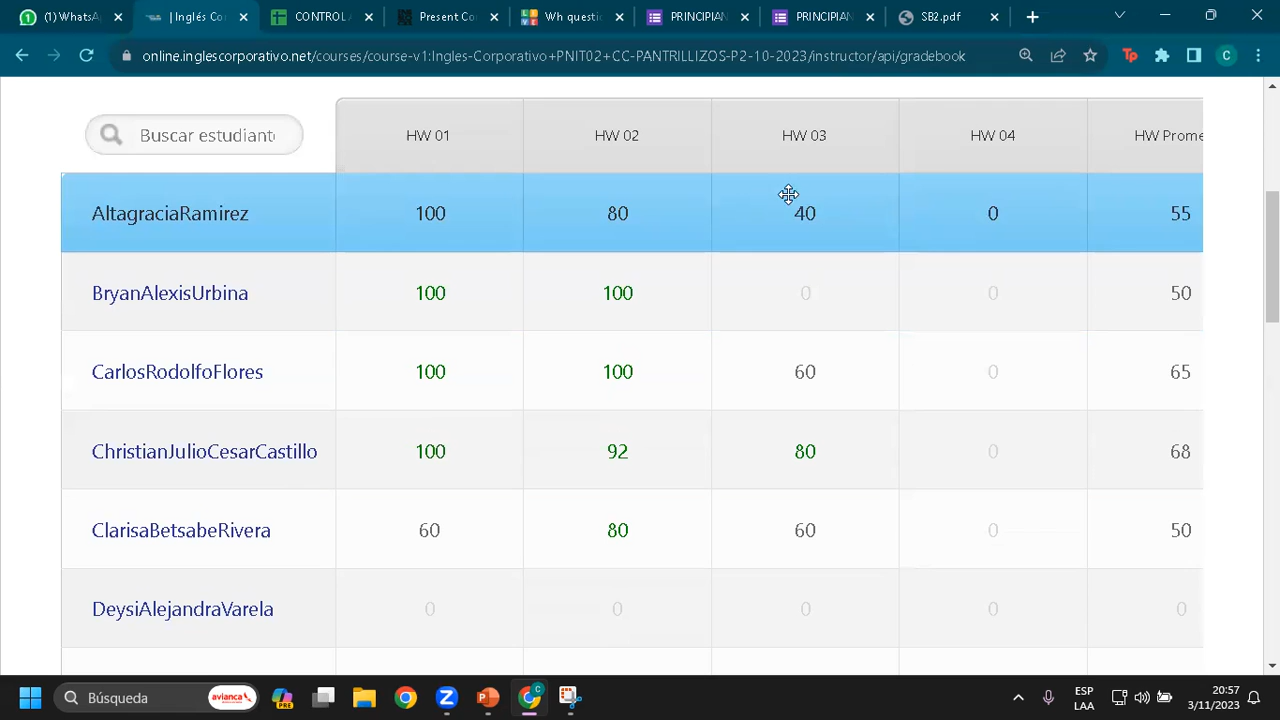 (1) WhatsA
| Inglés Co
CONTROL A
Present Co
Wh questi
PRINCIPIAN
PRINCIPIAN
SB2.pdf
online.inglescorporativo.net/courses/course-v1:Ingles-Corporativo+PNIT02+CC-PANTRILLIZOS-P2-10-2023/instructor/api/gradebook
Buscar estudiant
HW 01 HW 02 HW 03 HW 04 HW Prome
AltagraciaRamirez 100 80 40 0 55
BryanAlexisUrbina 100 100 0 0 50
CarlosRodolfoFlores 100 100 60 0 65
ChristianJulioCesarCastillo 100 92 80 0 68
ClarisaBetsabeRivera 60 80 60 0 50
DeysiAlejandraVarela 0 0 0 0 0
Búsqueda
avianca
PRE
ESP
LAA
20:57
3/11/2023